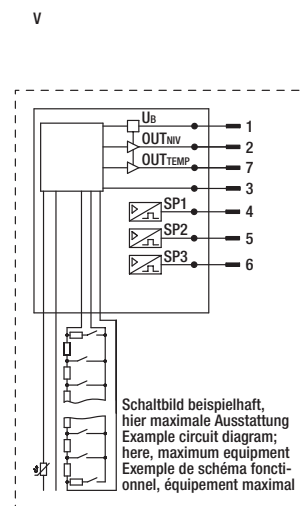 V
UB 1
OUTNIV 2
OUTTEMP 7
3
SP1 4
SP2 5
SP3 6
Schaltbild beispielhaft,
hier maximale Ausstattung
Example circuit diagram;
here, maximum equipment
Exemple de schéma foncti-
onnel, équipement maximal
ϑ